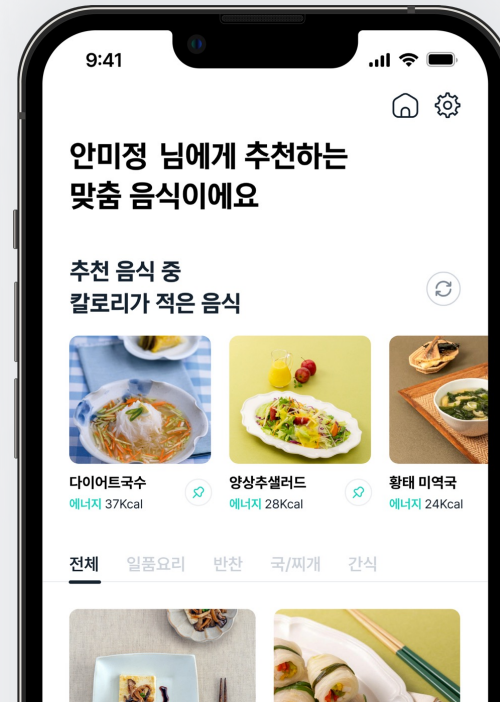 9:41
안미정 님에게 추천하는
맞춤 음식이에요
추천 음식 중
칼로리가 적은 음식
다이어트국수
에너지 37Kcal
양상추샐러드
에너지 28Kcal
황태 미역국
에너지 24Kcal
전체 일품요리 반찬 국/찌개 간식